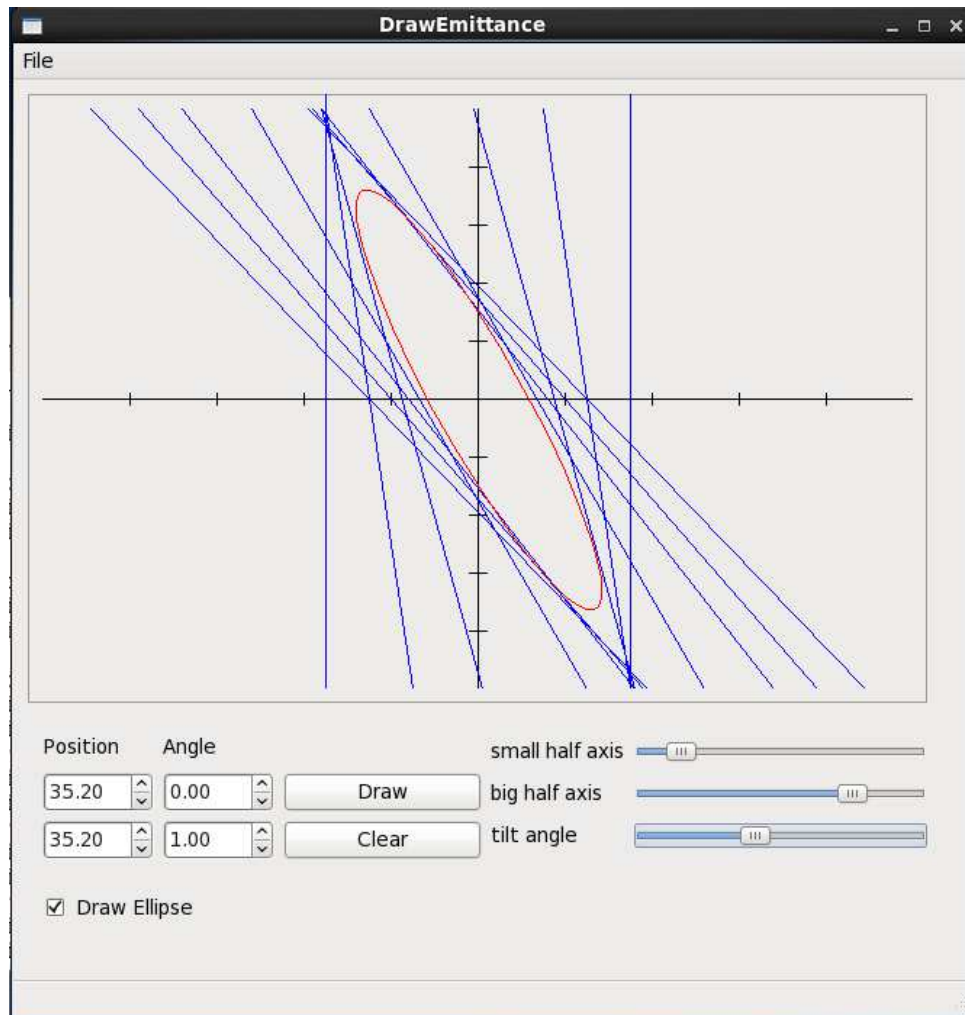 DrawEmittance
File
Position Angle small half axis
35.20 0.00 Draw big half axis
35.20 1.00 Clear tilt angle
Draw Ellipse